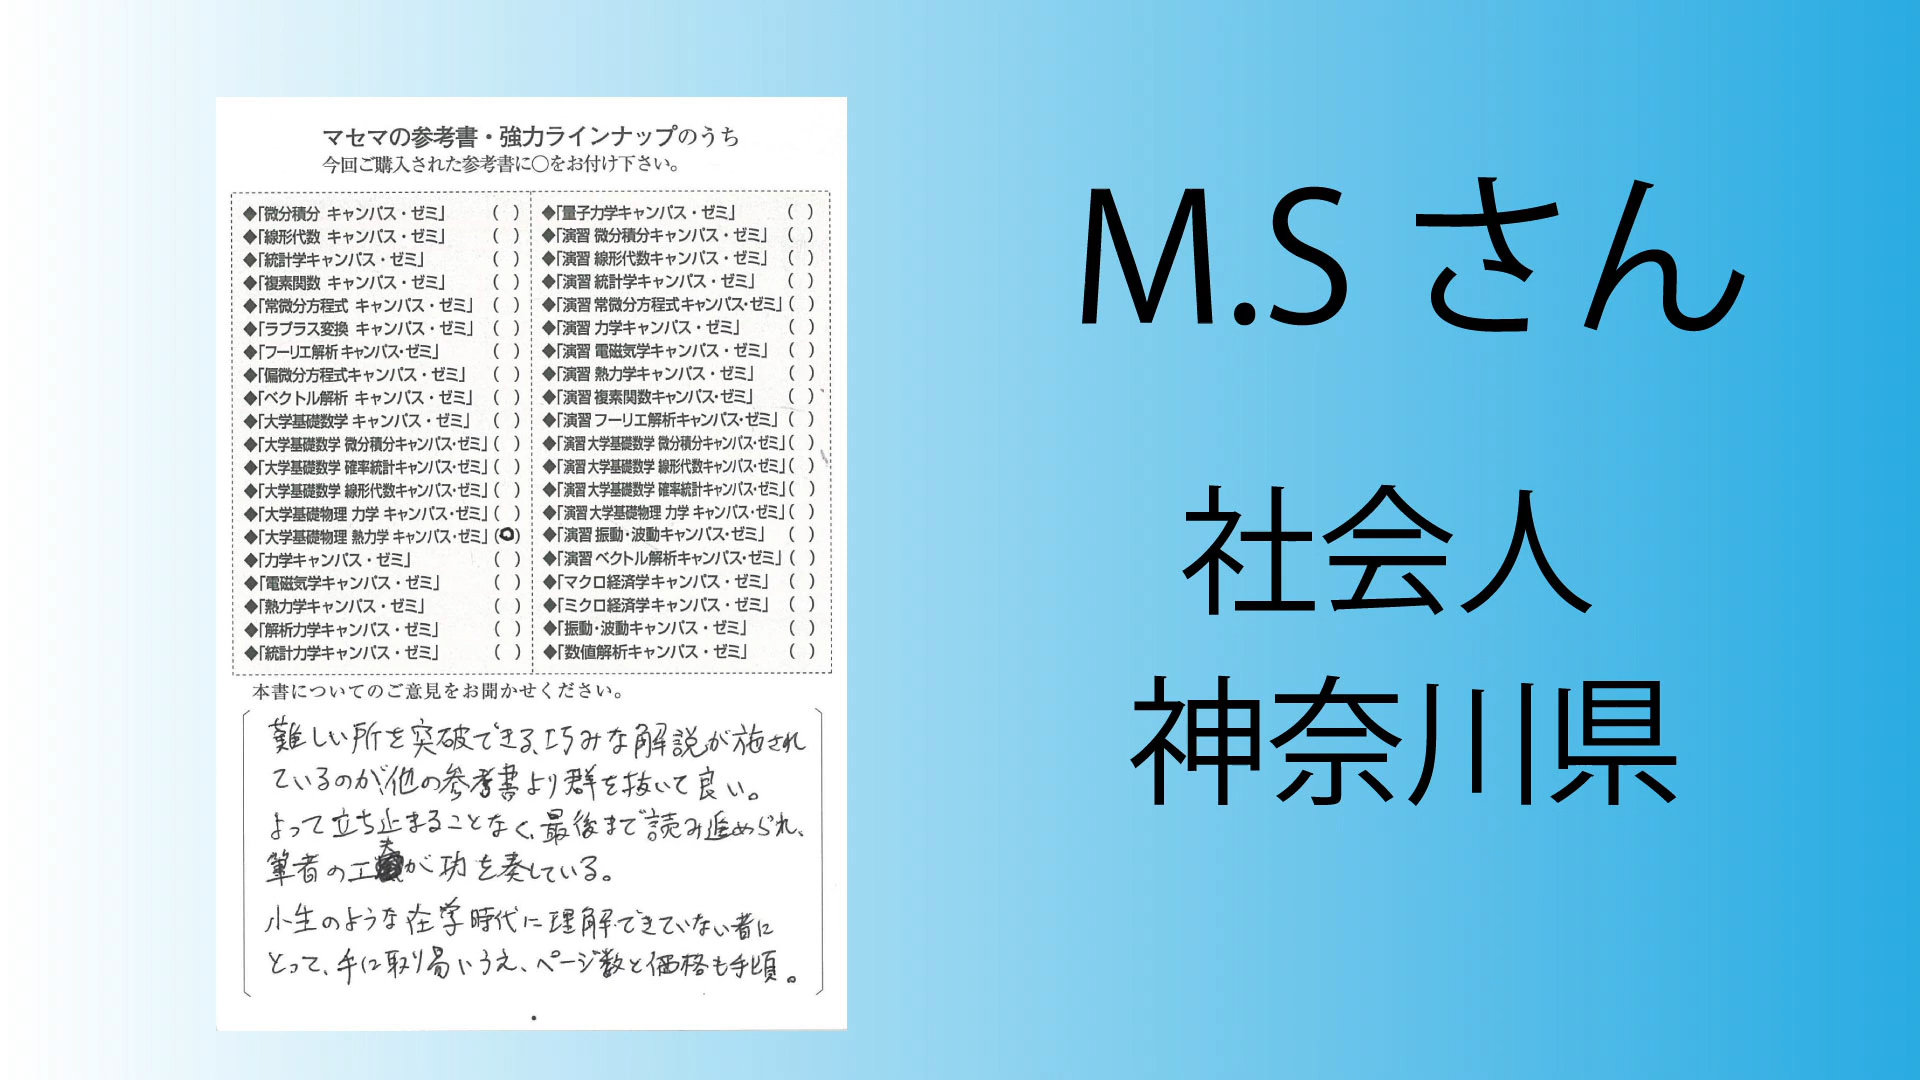 マセマの参考書・強力ラインナップのうち
今回ご購入された参考書に〇をお付け下さい。
◆「微分積分 キャンパス・ゼミ」 ( )
◆「線形代数 キャンパス・ゼミ」 ( )
◆「統計学キャンパス・ゼミ」 ( )
◆「複素関数 キャンパス・ゼミ」 ( )
◆「常微分方程式 キャンパス・ゼミ」 ( )
◆「ラプラス変換 キャンパス・ゼミ」 ( )
◆「フーリエ解析 キャンパス・ゼミ」 ( )
◆「偏微分方程式キャンパス・ゼミ」 ( )
◆「ベクトル解析 キャンパス・ゼミ」 ( )
◆「大学基礎数学 キャンパス・ゼミ」 ( )
◆「大学基礎数学 微分積分キャンパス・ゼミ」 ( )
◆「大学基礎数学 確率統計キャンパス・ゼミ」 ( )
◆「大学基礎数学 線形代数キャンパス・ゼミ」 ( )
◆「大学基礎物理 力学 キャンパス・ゼミ」 ( )
◆「大学基礎物理 熱力学 キャンパス・ゼミ」 (〇)
◆「力学キャンパス・ゼミ」 ( )
◆「電磁気学キャンパス・ゼミ」 ( )
◆「熱力学キャンパス・ゼミ」 ( )
◆「解析力学キャンパス・ゼミ」 ( )
◆「統計力学キャンパス・ゼミ」 ( )
◆「量子力学キャンパス・ゼミ」 ( )
◆「演習 微分積分キャンパス・ゼミ」 ( )
◆「演習 線形代数キャンパス・ゼミ」 ( )
◆「演習 統計学キャンパス・ゼミ」 ( )
◆「演習 常微分方程式キャンパス・ゼミ」 ( )
◆「演習 力学キャンパス・ゼミ」 ( )
◆「演習 電磁気学キャンパス・ゼミ」 ( )
◆「演習 熱力学キャンパス・ゼミ」 ( )
◆「演習 複素関数キャンパス・ゼミ」 ( )
◆「演習 フーリエ解析キャンパス・ゼミ」 ( )
◆「演習 大学基礎数学 微分積分キャンパス・ゼミ」 ( )
◆「演習 大学基礎数学 線形代数キャンパス・ゼミ」 ( )
◆「演習 大学基礎数学 確率統計キャンパス・ゼミ」 ( )
◆「演習 大学基礎物理 力学 キャンパス・ゼミ」 ( )
◆「演習 振動・波動キャンパス・ゼミ」 ( )
◆「演習 ベクトル解析キャンパス・ゼミ」 ( )
◆「マクロ経済学キャンパス・ゼミ」 ( )
◆「ミクロ経済学キャンパス・ゼミ」 ( )
◆「振動・波動キャンパス・ゼミ」 ( )
◆「数値解析キャンパス・ゼミ」 ( )
本書についてのご意見をお聞かせください。
難しい所を突破できる、巧みな解説が施され
ているのが、他の参考書より群を抜いて良い。
よって立ち止まることなく、最後まで読み進められ、
筆者の工夫が功を奏している。
小生のような在学時代に理解できていない者に
とって、手に取り易いうえ、ページ数と価格も手頃。
M.S さん
社会人
神奈川県